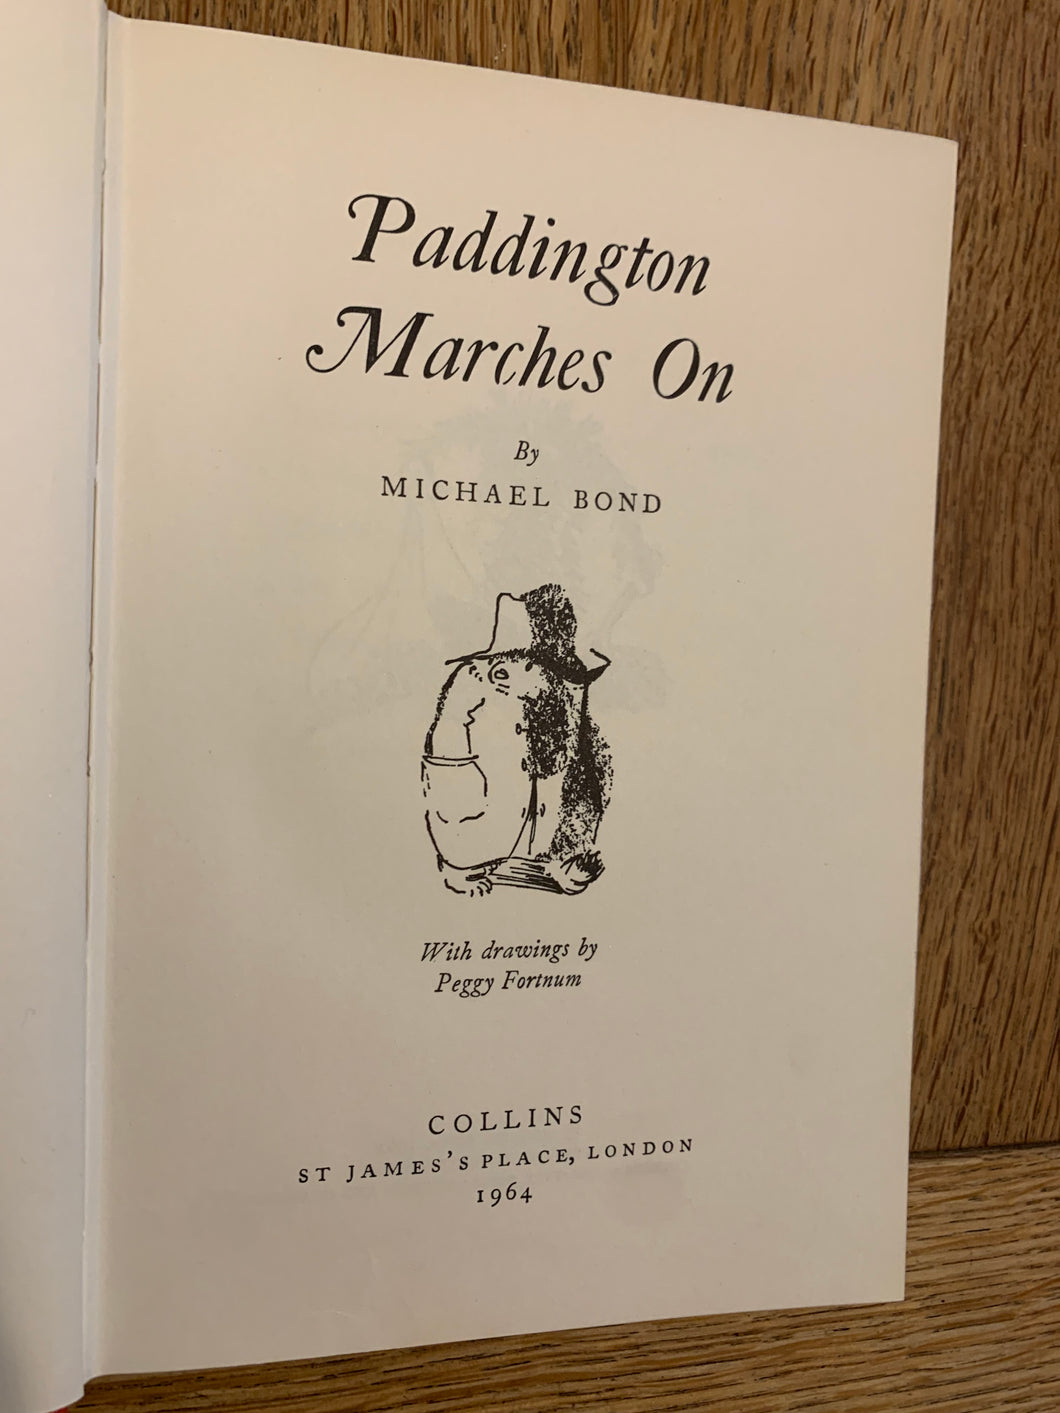 Paddington
Marches On
By
MICHAEL BOND
With drawings by
Peggy Fortnum
COLLINS
ST JAMES'S PLACE, LONDON
1964